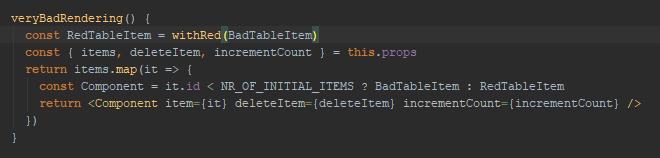 veryBadRendering() {
const RedTableItem = withRed(BadTableItem)
const { items, deleteItem, incrementCount } = this.props
return items.map(it => {
const Component = it.id < NR_OF_INITIAL_ITEMS ? BadTableItem : RedTableItem
return <Component item={it} deleteItem={deleteItem} incrementCount={incrementCount} />
})
}